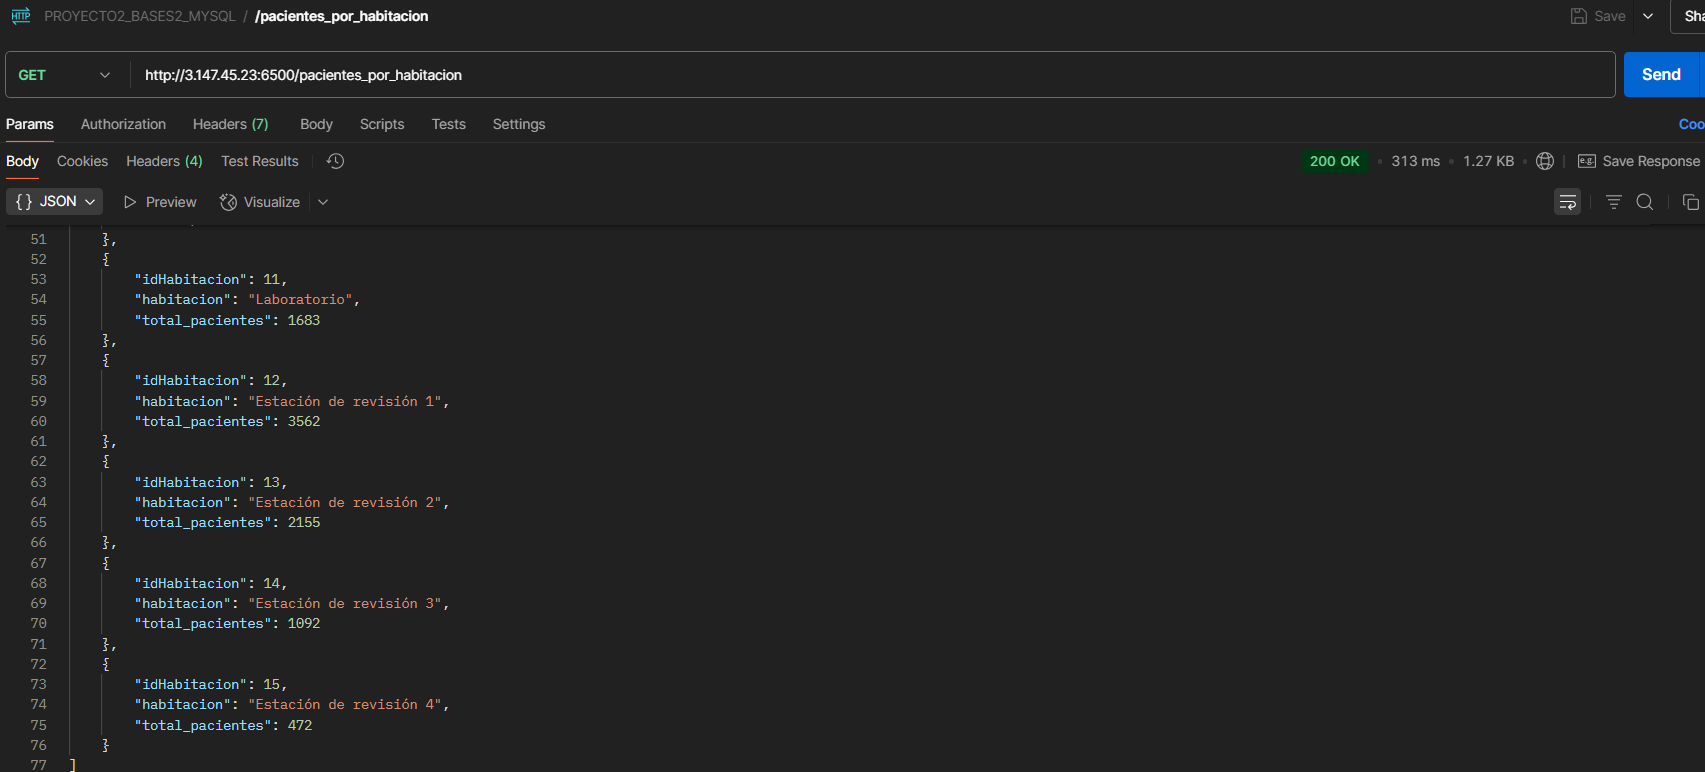 HTTP PROYECTO2_BASES2_MYSQL / /pacientes_por_habitacion Save
GET http://3.147.45.23:6500/pacientes_por_habitacion Send
Params Authorization Headers (7) Body Scripts Tests Settings
Body Cookies Headers (4) Test Results 200 OK • 313 ms • 1.27 KB • e.g. Save Response
{} JSON Preview Visualize
51 },
52 {
53 "idHabitacion": 11,
54 "habitacion": "Laboratorio",
55 "total_pacientes": 1683
56 },
57 {
58 "idHabitacion": 12,
59 "habitacion": "Estación de revisión 1",
60 "total_pacientes": 3562
61 },
62 {
63 "idHabitacion": 13,
64 "habitacion": "Estación de revisión 2",
65 "total_pacientes": 2155
66 },
67 {
68 "idHabitacion": 14,
69 "habitacion": "Estación de revisión 3",
70 "total_pacientes": 1092
71 },
72 {
73 "idHabitacion": 15,
74 "habitacion": "Estación de revisión 4",
75 "total_pacientes": 472
76 }
77 ]